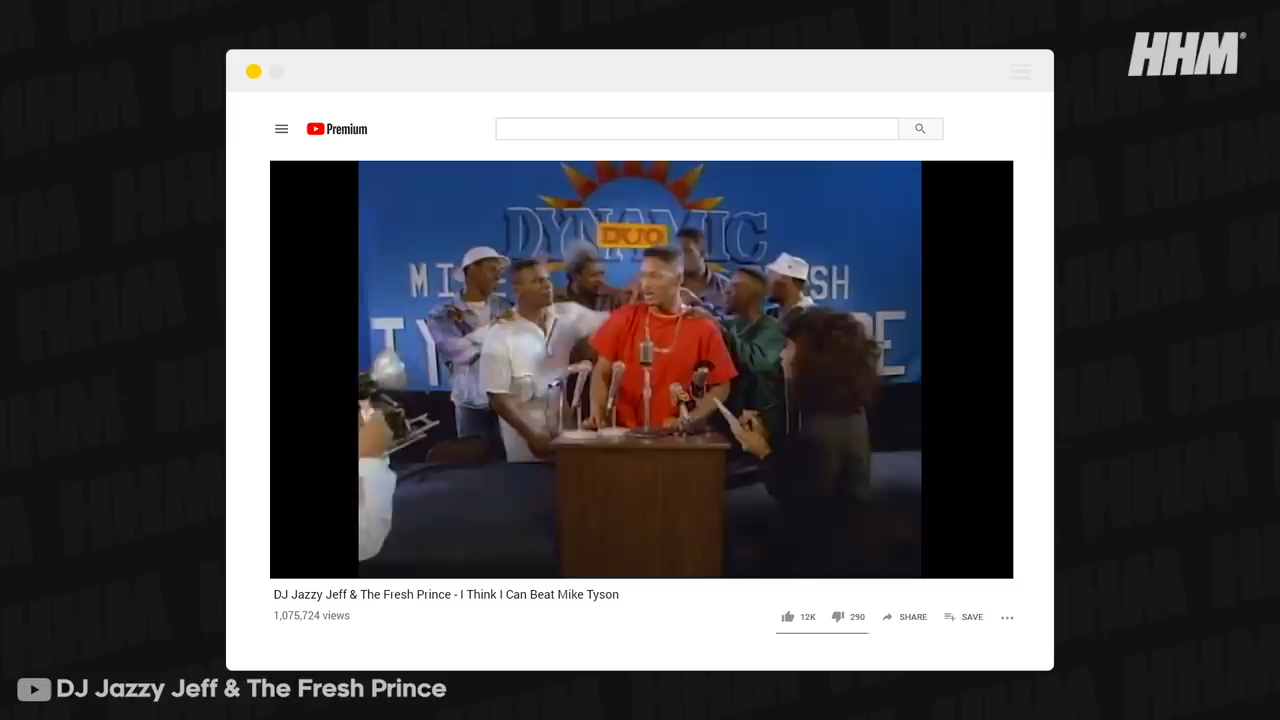 HHM
Premium
DYNAMIC
DUO
DJ Jazzy Jeff & The Fresh Prince - I Think I Can Beat Mike Tyson
1,075,724 views
12K
290
SHARE
SAVE
DJ Jazzy Jeff & The Fresh Prince